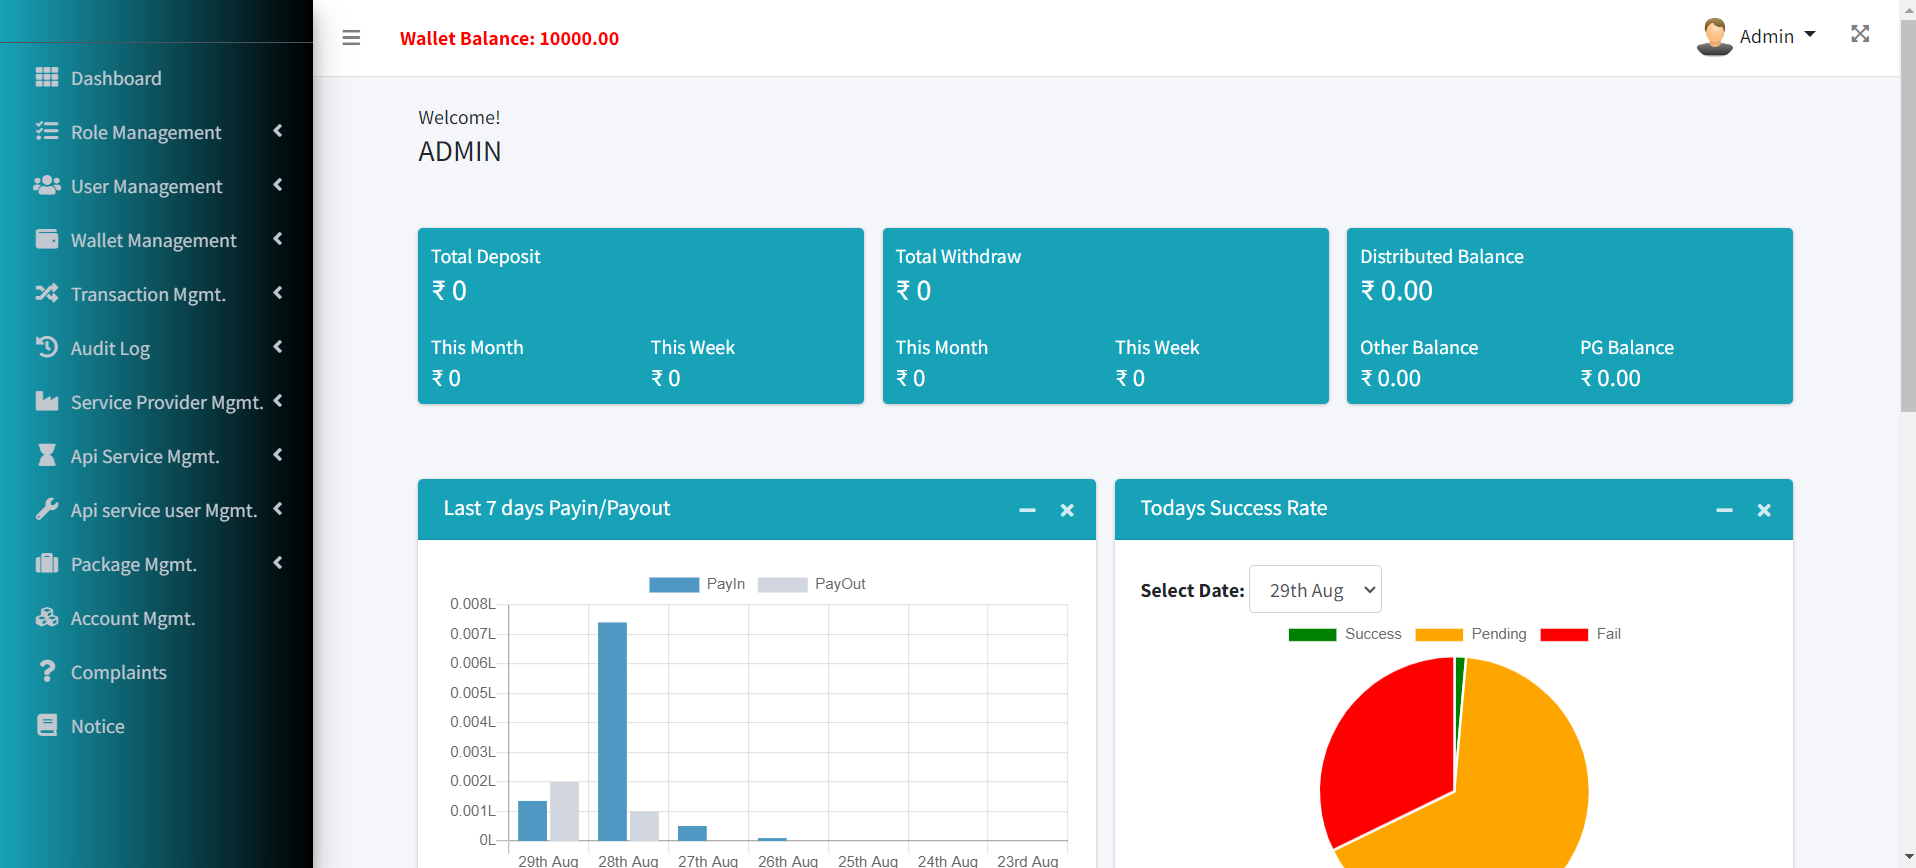 Dashboard
Role Management
User Management
Wallet Management
Transaction Mgmt.
Audit Log
Service Provider Mgmt.
Api Service Mgmt.
Api service user Mgmt.
Package Mgmt.
Account Mgmt.
Complaints
Notice
Wallet Balance: 10000.00
Admin
Welcome!
ADMIN
Total Deposit
₹ 0
This Month This Week
₹ 0 ₹ 0
Total Withdraw
₹ 0
This Month This Week
₹ 0 ₹ 0
Distributed Balance
₹ 0.00
Other Balance PG Balance
₹ 0.00 ₹ 0.00
Last 7 days Payin/Payout
PayIn PayOut
0.008L
0.007L
0.006L
0.005L
0.004L
0.003L
0.002L
0.001L
0L
29th Aug 28th Aug 27th Aug 26th Aug 25th Aug 24th Aug 23rd Aug
Todays Success Rate
Select Date: 29th Aug
Success Pending Fail